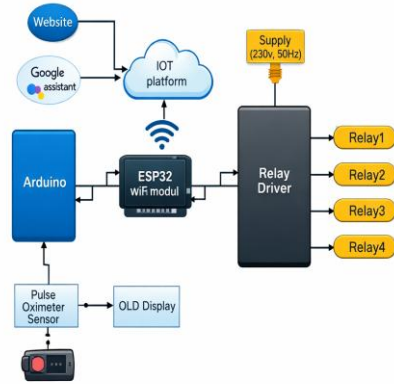 Website
Google
assistant
IOT
platform
Supply
(230v, 50Hz)
Arduino
ESP32
wiFi modul
Relay
Driver
Relay1
Relay2
Relay3
Relay4
Pulse
Oximeter
Sensor
OLD Display